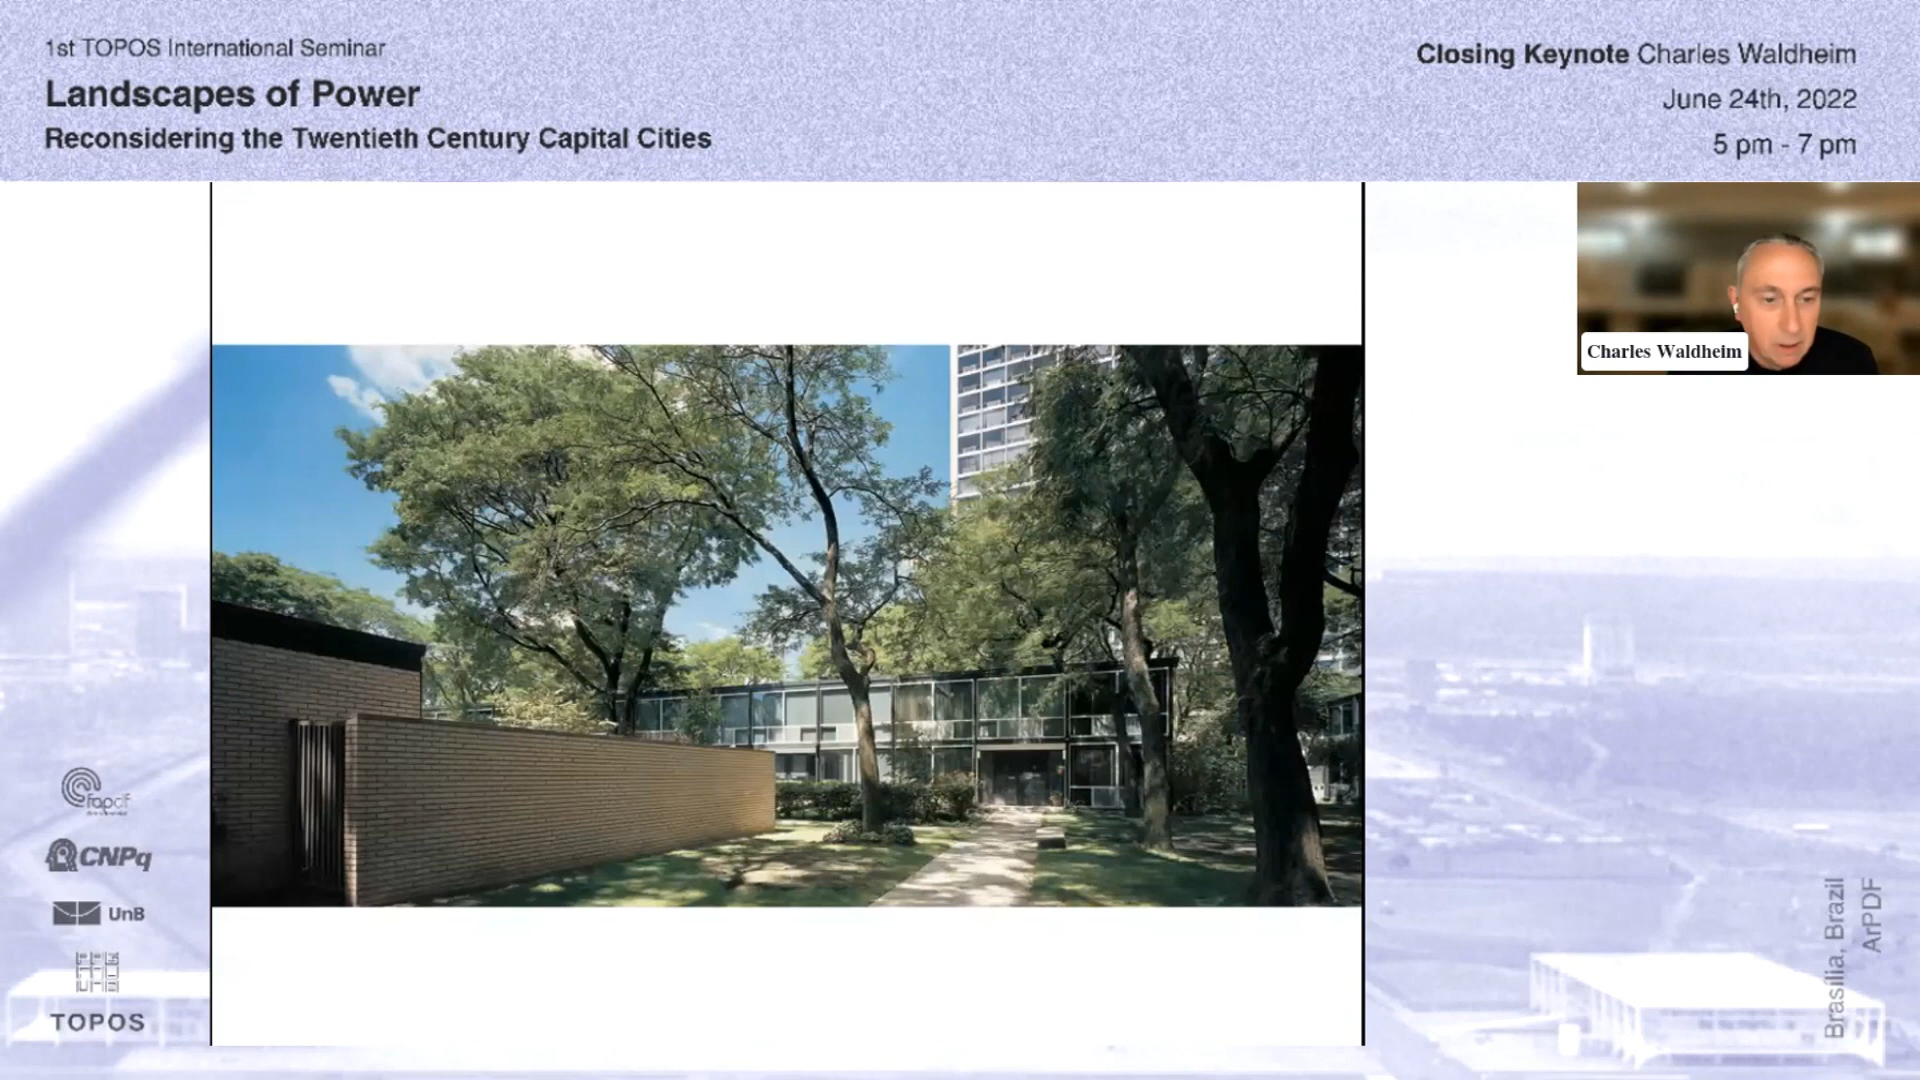 1st TOPOS International Seminar
Landscapes of Power
Reconsidering the Twentieth Century Capital Cities
Closing Keynote Charles Waldheim
June 24th, 2022
5 pm - 7 pm
Charles Waldheim
fapdf
CNPq
UnB
TOPOS
Brasília, Brazil
ArPDF